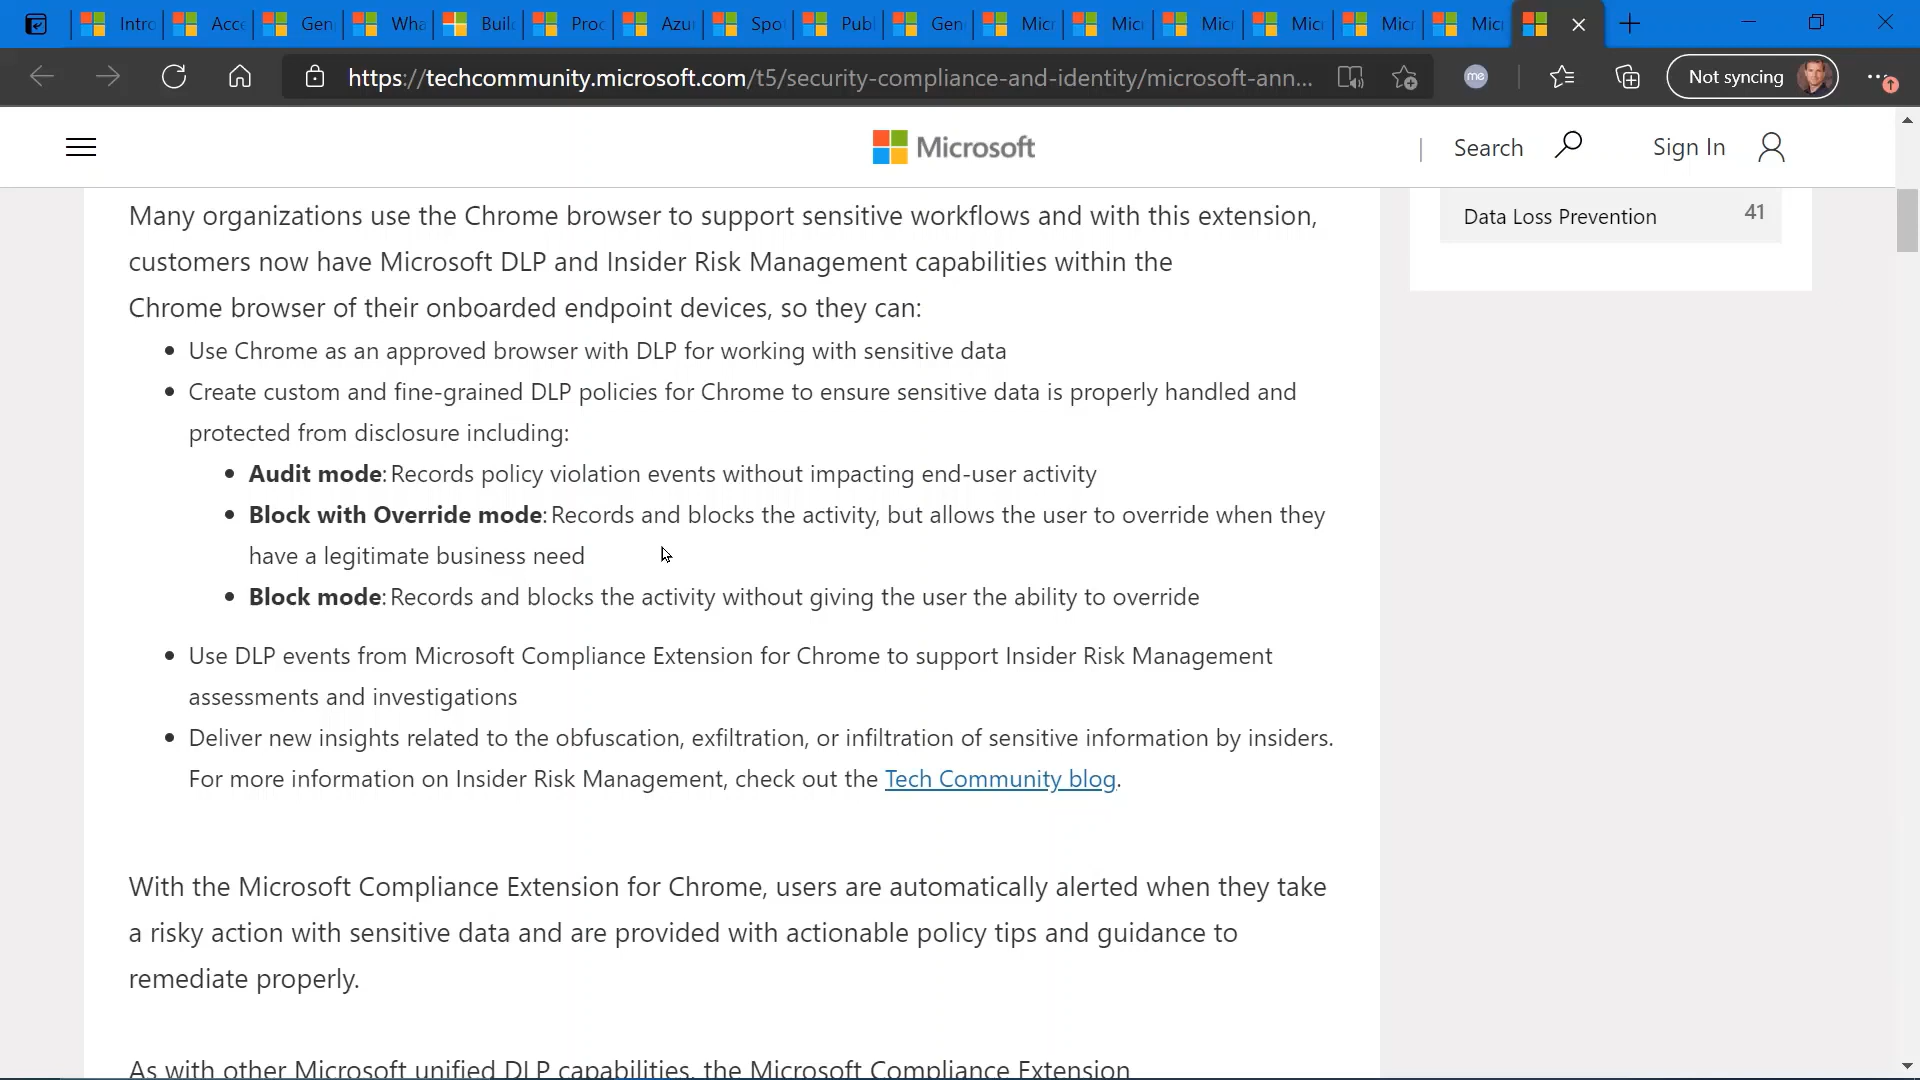 Intro
Acc
Gen
Wha
Buil
Proc
Azu
Spo
Publ
Gen
Micr
Micr
Micr
Micr
Micr
Micr
https://techcommunity.microsoft.com/t5/security-compliance-and-identity/microsoft-ann...
me
Not syncing
Microsoft
Search
Sign In
Many organizations use the Chrome browser to support sensitive workflows and with this extension,
customers now have Microsoft DLP and Insider Risk Management capabilities within the
Chrome browser of their onboarded endpoint devices, so they can:
• Use Chrome as an approved browser with DLP for working with sensitive data
• Create custom and fine-grained DLP policies for Chrome to ensure sensitive data is properly handled and
protected from disclosure including:
• Audit mode: Records policy violation events without impacting end-user activity
• Block with Override mode: Records and blocks the activity, but allows the user to override when they
have a legitimate business need
• Block mode: Records and blocks the activity without giving the user the ability to override
• Use DLP events from Microsoft Compliance Extension for Chrome to support Insider Risk Management
assessments and investigations
• Deliver new insights related to the obfuscation, exfiltration, or infiltration of sensitive information by insiders.
For more information on Insider Risk Management, check out the Tech Community blog.
With the Microsoft Compliance Extension for Chrome, users are automatically alerted when they take
a risky action with sensitive data and are provided with actionable policy tips and guidance to
remediate properly.
As with other Microsoft unified DLP capabilities, the Microsoft Compliance Extension
Data Loss Prevention 41